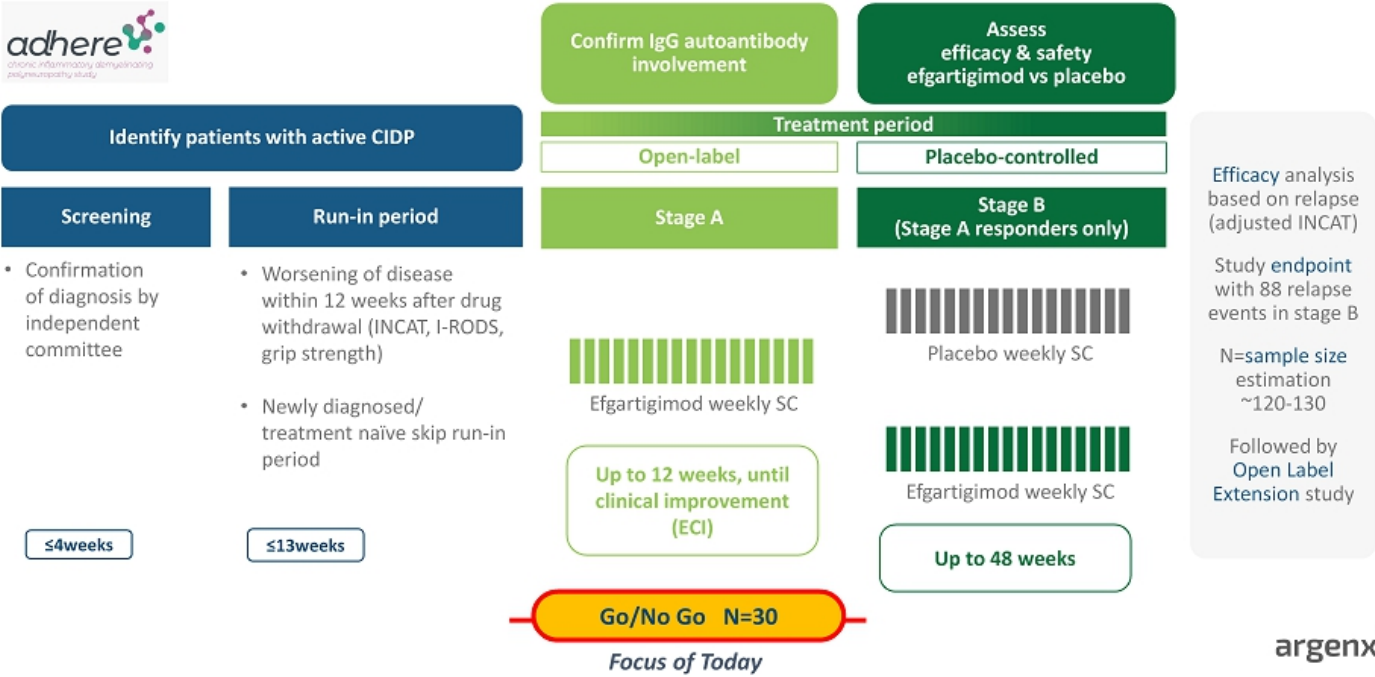 adhere
chronic inflammatory demyelinating
polyneuropathy study
Confirm IgG autoantibody
involvement
Assess
efficacy & safety
efgartigimod vs placebo
Identify patients with active CIDP
Treatment period
Open-label
Placebo-controlled
Screening
Run-in period
Stage A
Stage B
(Stage A responders only)
• Confirmation
of diagnosis by
independent
committee
≤4weeks
• Worsening of disease
within 12 weeks after drug
withdrawal (INCAT, I-RODS,
grip strength)
• Newly diagnosed/
treatment naïve skip run-in
period
≤13weeks
Efgartigimod weekly SC
Up to 12 weeks, until
clinical improvement
(ECI)
Placebo weekly SC
Efgartigimod weekly SC
Up to 48 weeks
Efficacy analysis
based on relapse
(adjusted INCAT)
Study endpoint
with 88 relapse
events in stage B
N=sample size
estimation
~120-130
Followed by
Open Label
Extension study
Go/No Go N=30
Focus of Today
argenx